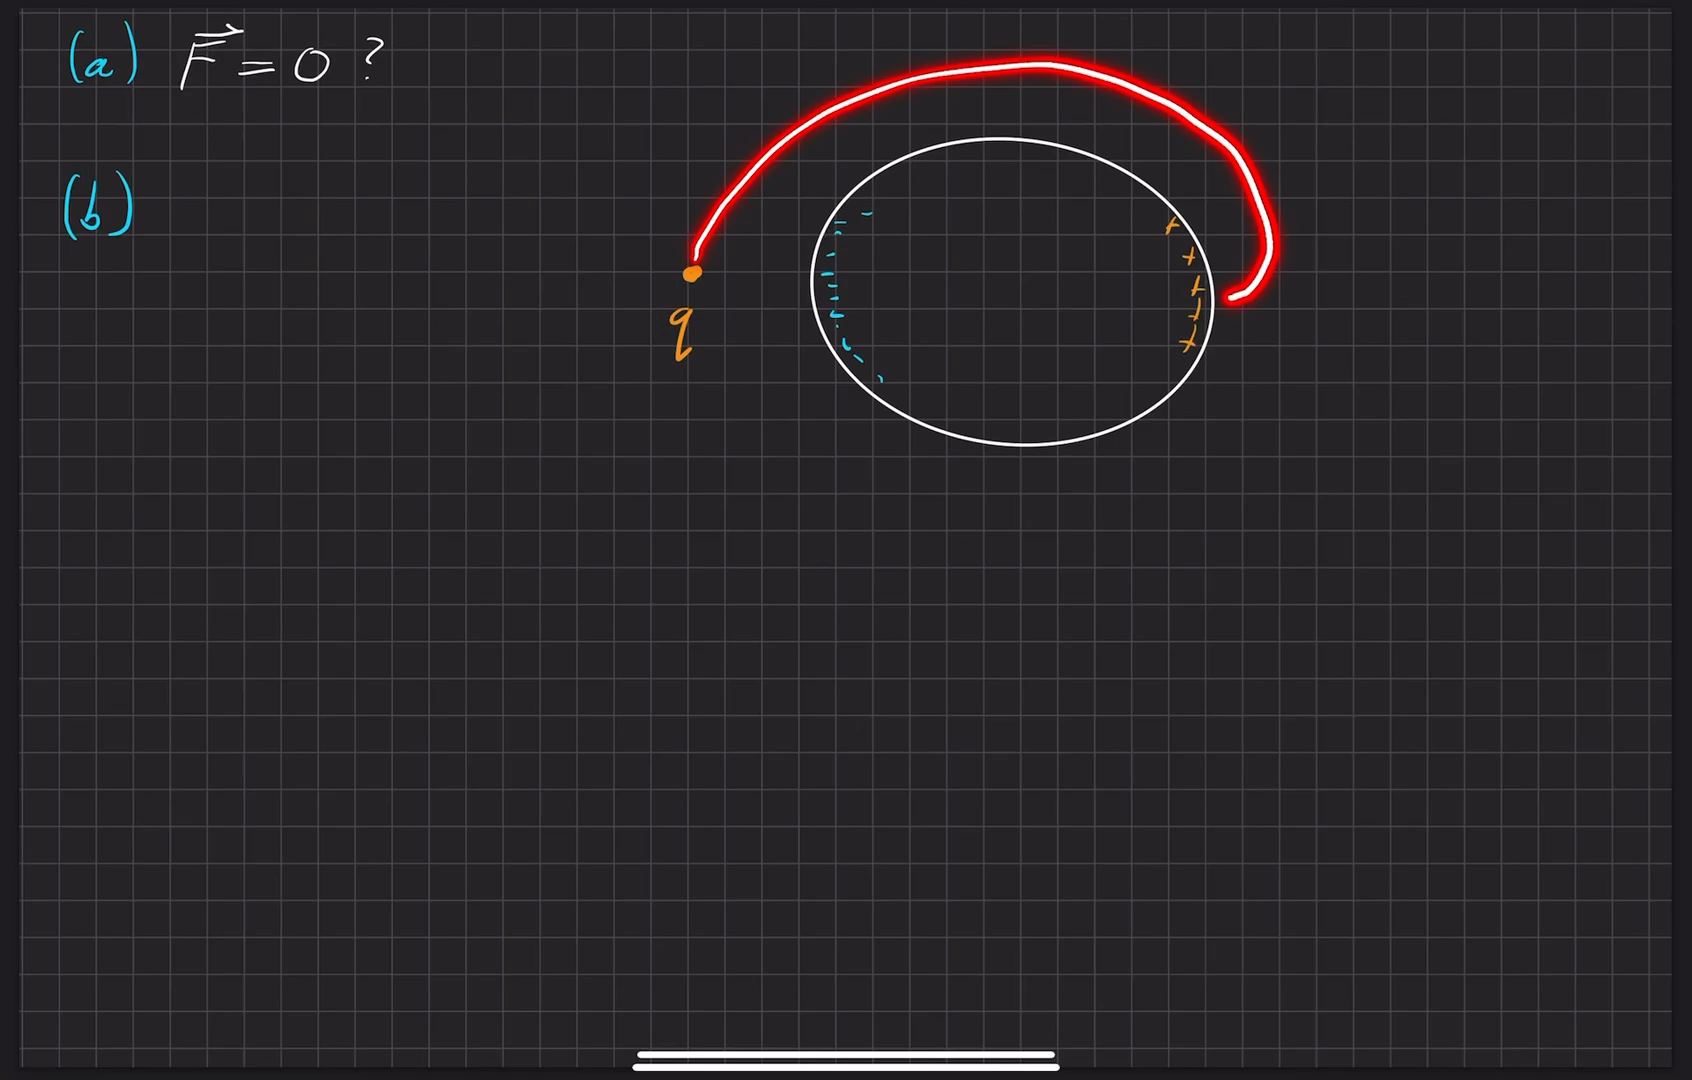 (a) F⃗ = 0 ?
(b)
q
- - - - - - - - - - - -
+ + + + +